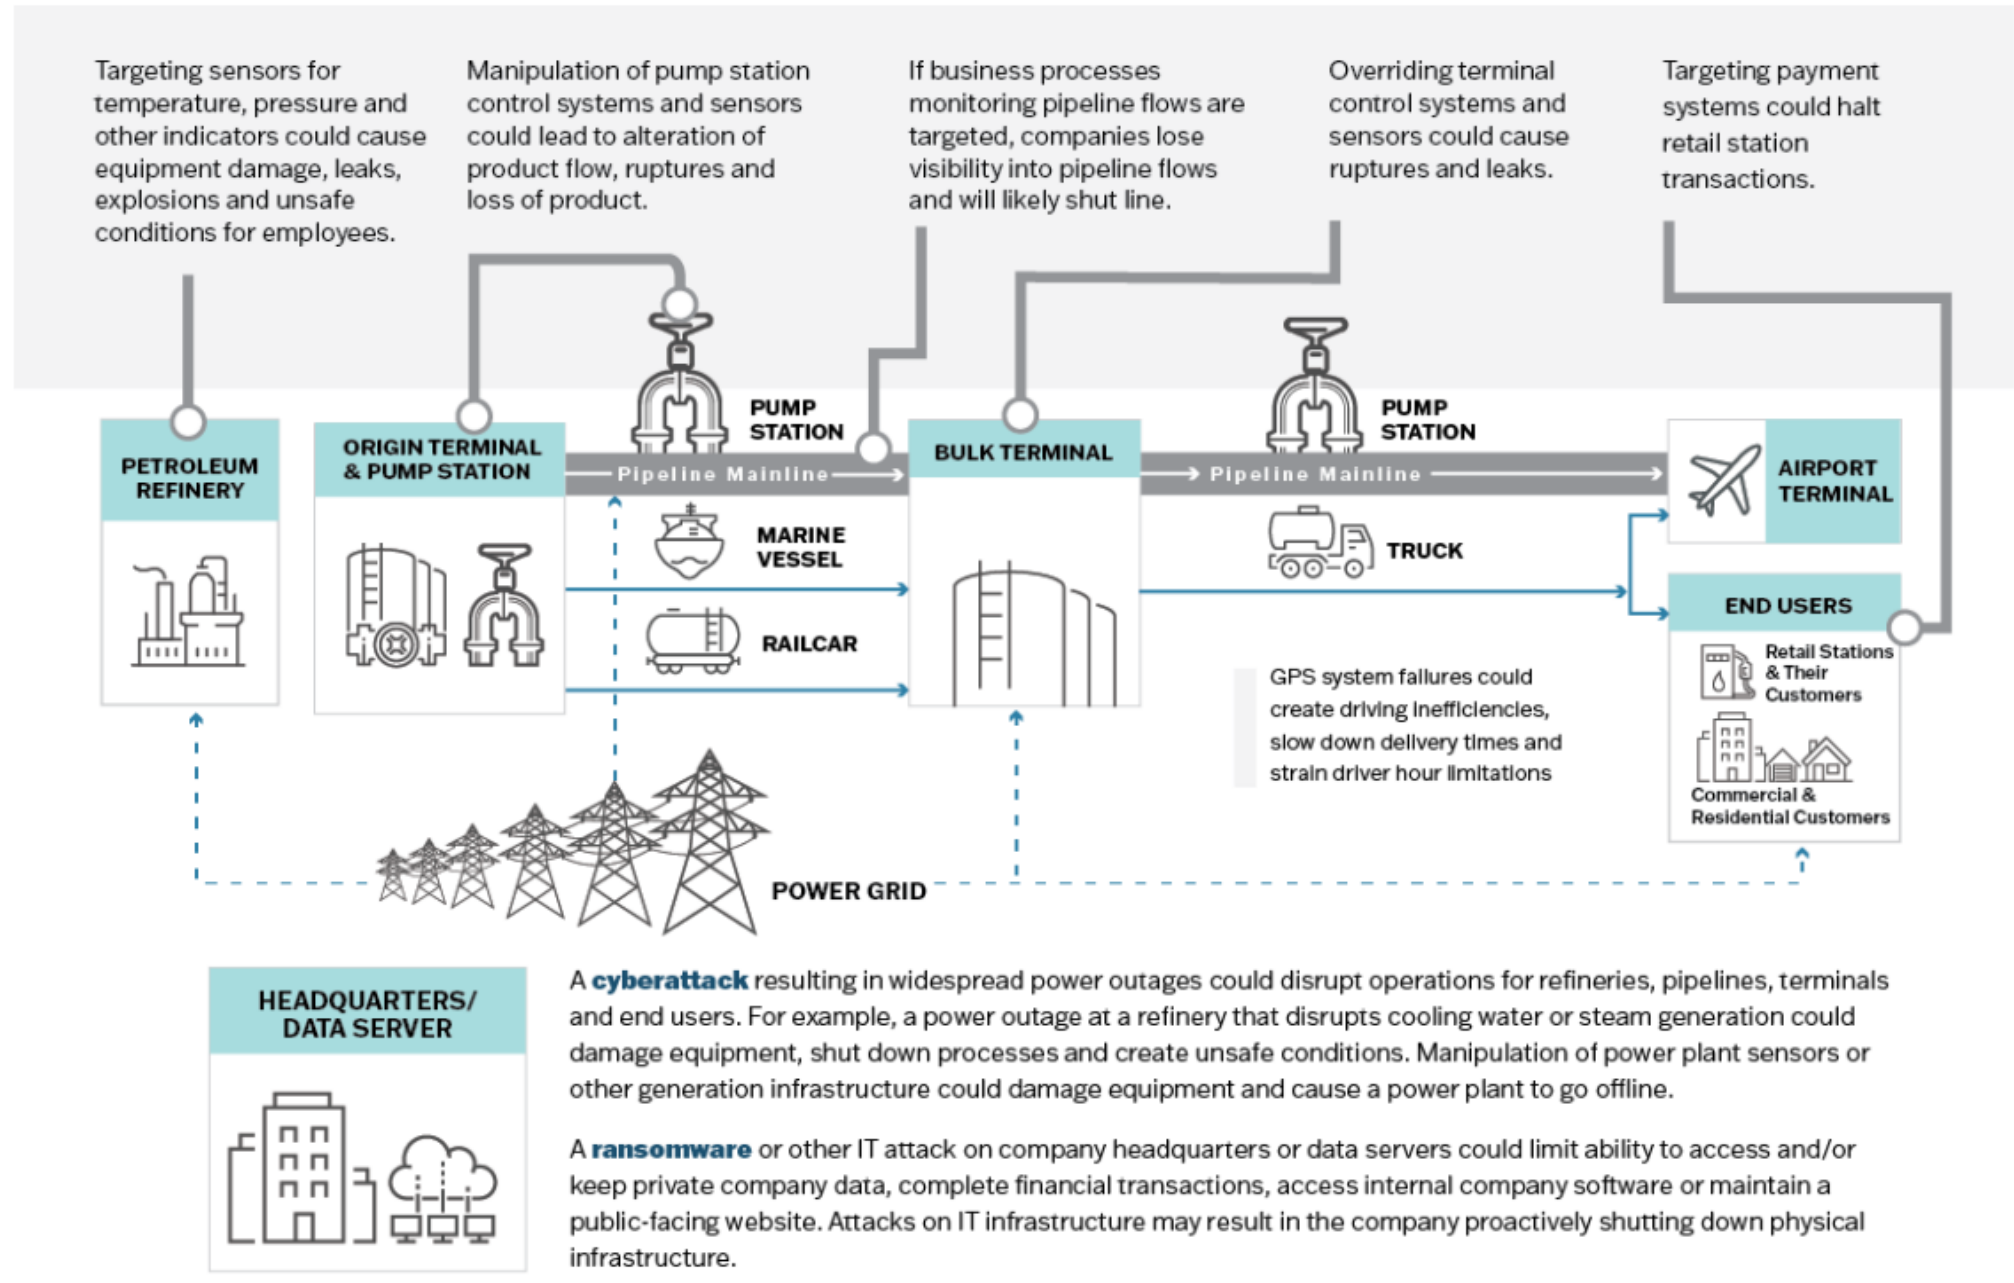 Targeting sensors for
temperature, pressure and
other indicators could cause
equipment damage, leaks,
explosions and unsafe
conditions for employees.
Manipulation of pump station
control systems and sensors
could lead to alteration of
product flow, ruptures and
loss of product.
If business processes
monitoring pipeline flows are
targeted, companies lose
visibility into pipeline flows
and will likely shut line.
Overriding terminal
control systems and
sensors could cause
ruptures and leaks.
Targeting payment
systems could halt
retail station
transactions.
PETROLEUM
REFINERY
ORIGIN TERMINAL
& PUMP STATION
PUMP
STATION
Pipeline Mainline
MARINE
VESSEL
RAILCAR
BULK TERMINAL
PUMP
STATION
Pipeline Mainline
TRUCK
AIRPORT
TERMINAL
END USERS
Retail Stations
& Their
Customers
Commercial &
Residential Customers
GPS system failures could
create driving inefficiencies,
slow down delivery times and
strain driver hour limitations
POWER GRID
HEADQUARTERS/
DATA SERVER
A cyberattack resulting in widespread power outages could disrupt operations for refineries, pipelines, terminals
and end users. For example, a power outage at a refinery that disrupts cooling water or steam generation could
damage equipment, shut down processes and create unsafe conditions. Manipulation of power plant sensors or
other generation infrastructure could damage equipment and cause a power plant to go offline.
A ransomware or other IT attack on company headquarters or data servers could limit ability to access and/or
keep private company data, complete financial transactions, access internal company software or maintain a
public-facing website. Attacks on IT infrastructure may result in the company proactively shutting down physical
infrastructure.